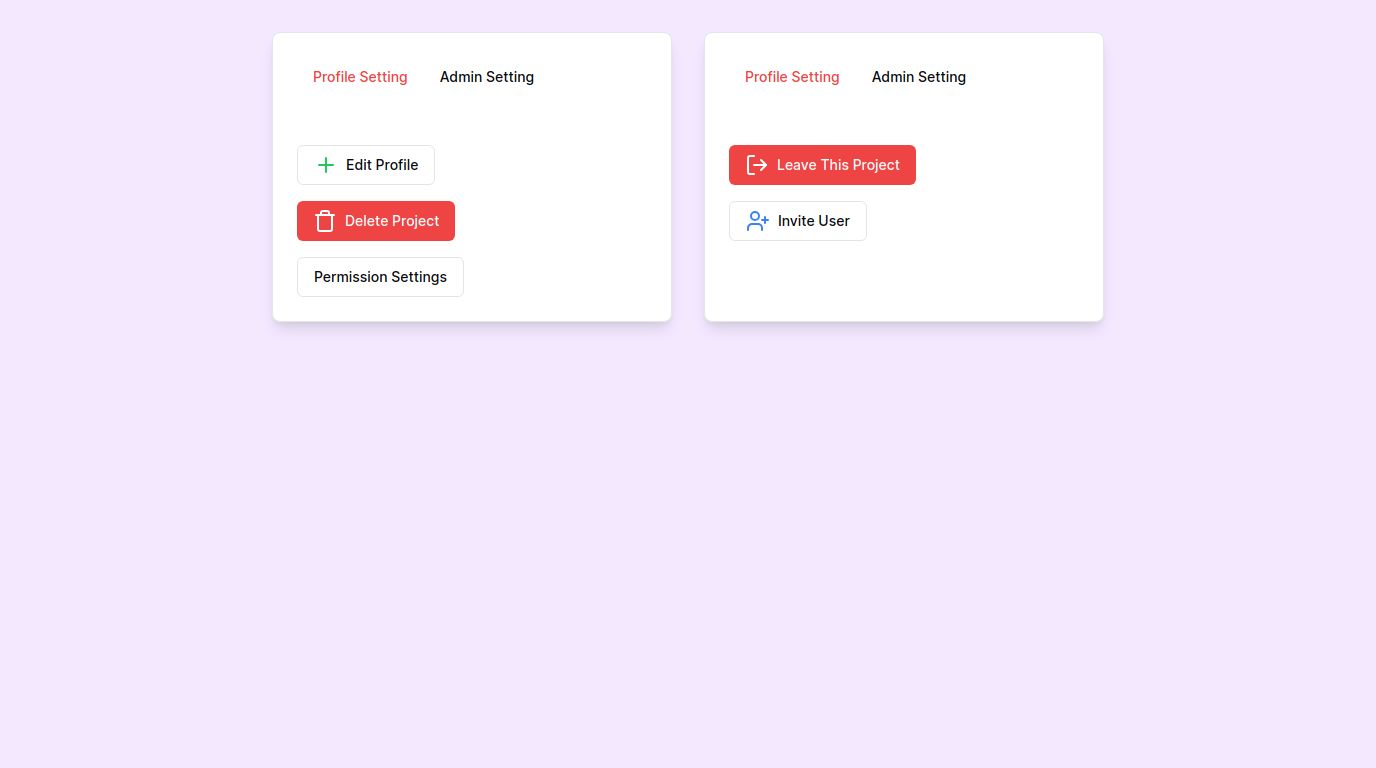 Profile Setting Admin Setting
Edit Profile
Delete Project
Permission Settings
Profile Setting Admin Setting
Leave This Project
Invite User